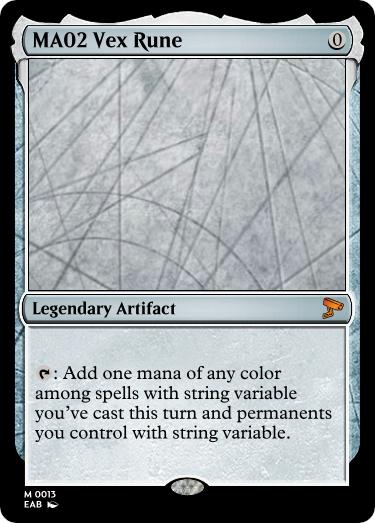 MA02 Vex Rune 0
Legendary Artifact
: Add one mana of any color
among spells with string variable
you've cast this turn and permanents
you control with string variable.
M 0013
EAB